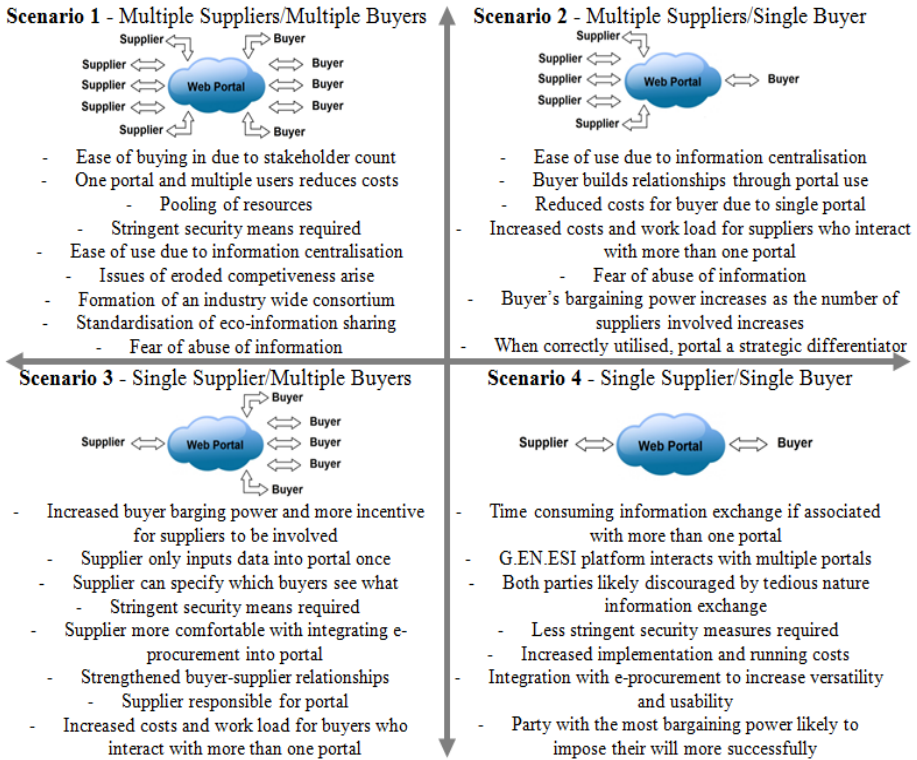 Scenario 1 - Multiple Suppliers/Multiple Buyers
Supplier
Buyer
Supplier
Buyer
Supplier
Web Portal
Buyer
Supplier
Buyer
Supplier
Buyer
- Ease of buying in due to stakeholder count
- One portal and multiple users reduces costs
- Pooling of resources
- Stringent security means required
- Ease of use due to information centralisation
- Issues of eroded competiveness arise
- Formation of an industry wide consortium
- Standardisation of eco-information sharing
- Fear of abuse of information
Scenario 2 - Multiple Suppliers/Single Buyer
Supplier
Supplier
Supplier
Web Portal
Buyer
Supplier
Supplier
- Ease of use due to information centralisation
- Buyer builds relationships through portal use
- Reduced costs for buyer due to single portal
- Increased costs and work load for suppliers who interact
with more than one portal
- Fear of abuse of information
- Buyer's bargaining power increases as the number of
suppliers involved increases
- When correctly utilised, portal a strategic differentiator
Scenario 3 - Single Supplier/Multiple Buyers
Buyer
Buyer
Supplier
Web Portal
Buyer
Buyer
Buyer
- Increased buyer barging power and more incentive
for suppliers to be involved
- Supplier only inputs data into portal once
- Supplier can specify which buyers see what
- Stringent security means required
- Supplier more comfortable with integrating e-
procurement into portal
- Strengthened buyer-supplier relationships
- Supplier responsible for portal
- Increased costs and work load for buyers who
interact with more than one portal
Scenario 4 - Single Supplier/Single Buyer
Supplier
Web Portal
Buyer
- Time consuming information exchange if associated
with more than one portal
- G.EN.ESI platform interacts with multiple portals
- Both parties likely discouraged by tedious nature
information exchange
- Less stringent security measures required
- Increased implementation and running costs
- Integration with e-procurement to increase versatility
and usability
- Party with the most bargaining power likely to
impose their will more successfully